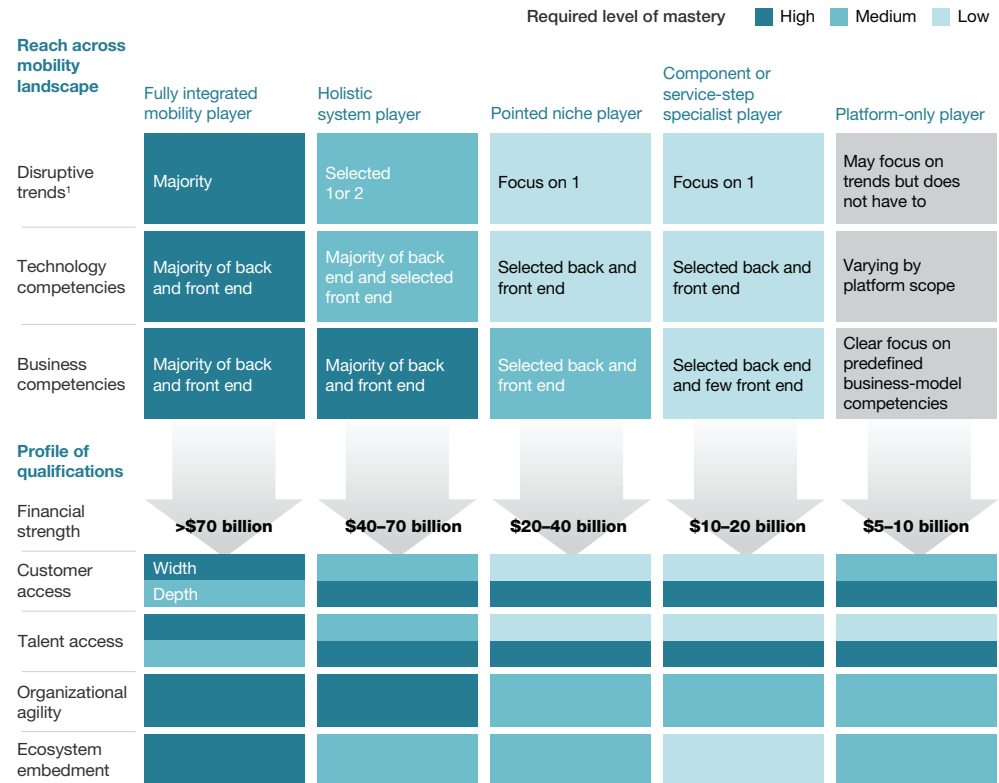 Required level of mastery High Medium Low
Reach across
mobility
landscape
Fully integrated
mobility player
Holistic
system player
Pointed niche player
Component or
service-step
specialist player
Platform-only player
Disruptive
trends¹
Majority
Selected
1or 2
Focus on 1
Focus on 1
May focus on
trends but does
not have to
Technology
competencies
Majority of back
and front end
Majority of back
end and selected
front end
Selected back and
front end
Selected back and
front end
Varying by
platform scope
Business
competencies
Majority of back
and front end
Majority of back
and front end
Selected back and
front end
Selected back end
and few front end
Clear focus on
predefined
business-model
competencies
Profile of
qualifications
Financial
strength
>$70 billion
$40–70 billion
$20–40 billion
$10–20 billion
$5–10 billion
Customer
access
Width
Depth
Talent access
Organizational
agility
Ecosystem
embedment